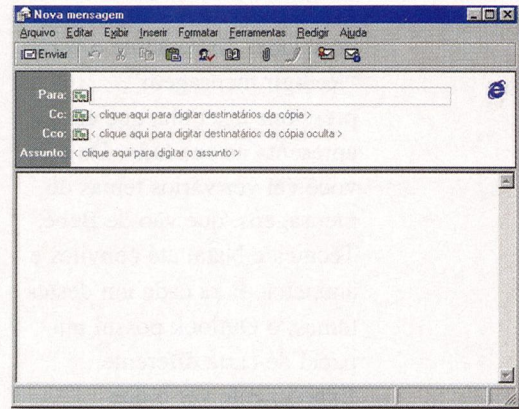 Nova mensagem
Arquivo Editar Exibir Inserir Formatar Ferramentas Redigir Ajuda
Enviar
Para:
Cc: < clique aqui para digitar destinatários da cópia >
Cco: < clique aqui para digitar destinatários da cópia oculta >
Assunto: < clique aqui para digitar o assunto >